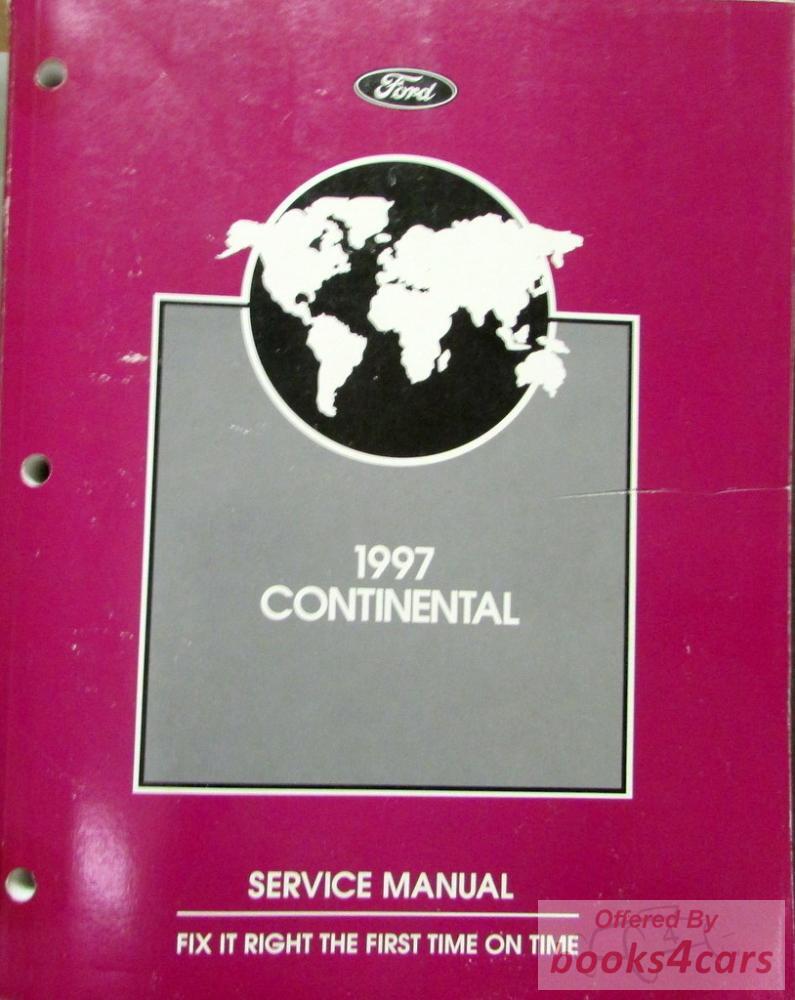 Ford
1997
CONTINENTAL
SERVICE MANUAL
FIX IT RIGHT THE FIRST TIME ON TIME
Offered By
books4cars